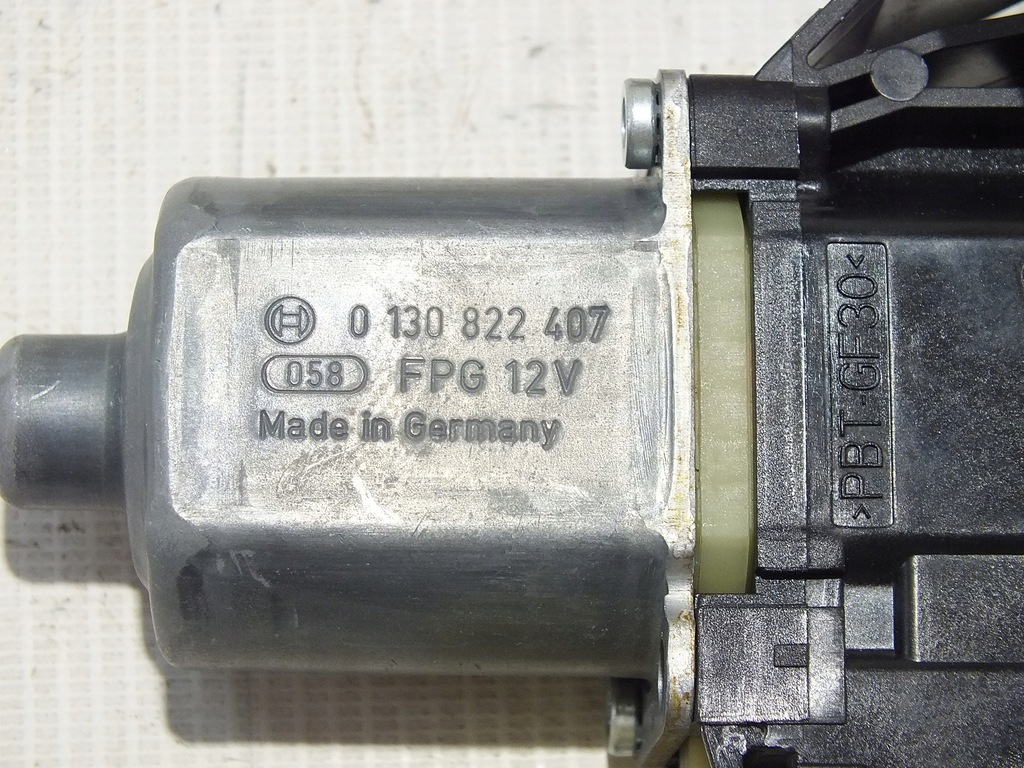 0 130 822 407
058 FPG 12V
Made in Germany
>PBT-GF30<